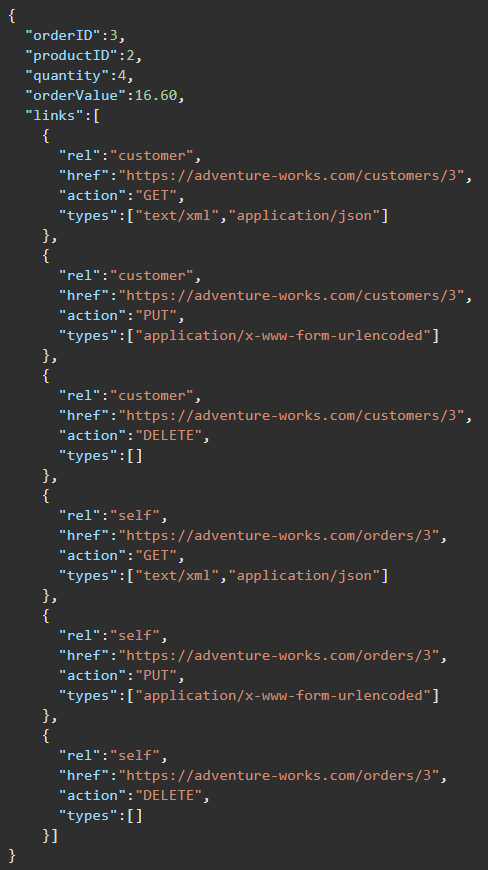 {
  "orderID":3,
  "productID":2,
  "quantity":4,
  "orderValue":16.60,
  "links":[
    {
      "rel":"customer",
      "href":"https://adventure-works.com/customers/3",
      "action":"GET",
      "types":["text/xml","application/json"]
    },
    {
      "rel":"customer",
      "href":"https://adventure-works.com/customers/3",
      "action":"PUT",
      "types":["application/x-www-form-urlencoded"]
    },
    {
      "rel":"customer",
      "href":"https://adventure-works.com/customers/3",
      "action":"DELETE",
      "types":[]
    },
    {
      "rel":"self",
      "href":"https://adventure-works.com/orders/3",
      "action":"GET",
      "types":["text/xml","application/json"]
    },
    {
      "rel":"self",
      "href":"https://adventure-works.com/orders/3",
      "action":"PUT",
      "types":["application/x-www-form-urlencoded"]
    },
    {
      "rel":"self",
      "href":"https://adventure-works.com/orders/3",
      "action":"DELETE",
      "types":[]
    }]
}